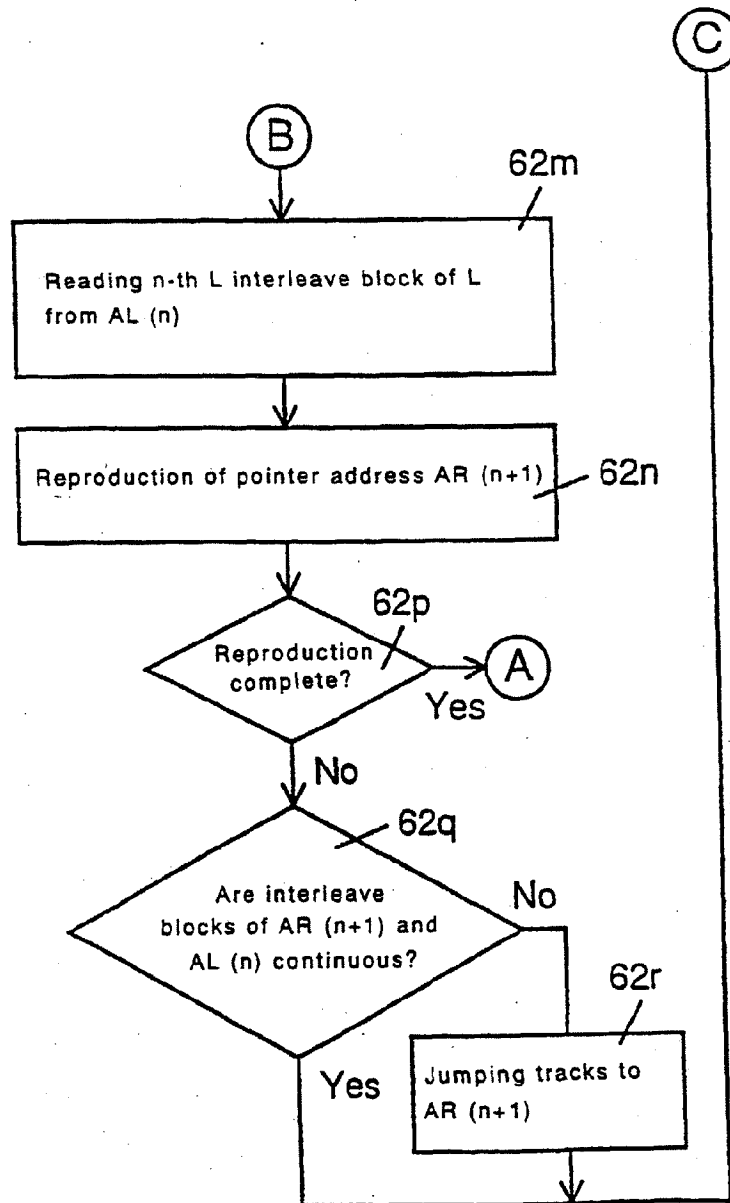 C
B
62m
Reading n-th L interleave block of L
from AL (n)
Reproduction of pointer address AR (n+1)
62n
62p
Reproduction
complete?
A
Yes
No
62q
Are interleave
blocks of AR (n+1) and
AL (n) continuous?
No
62r
Jumping tracks to
AR (n+1)
Yes